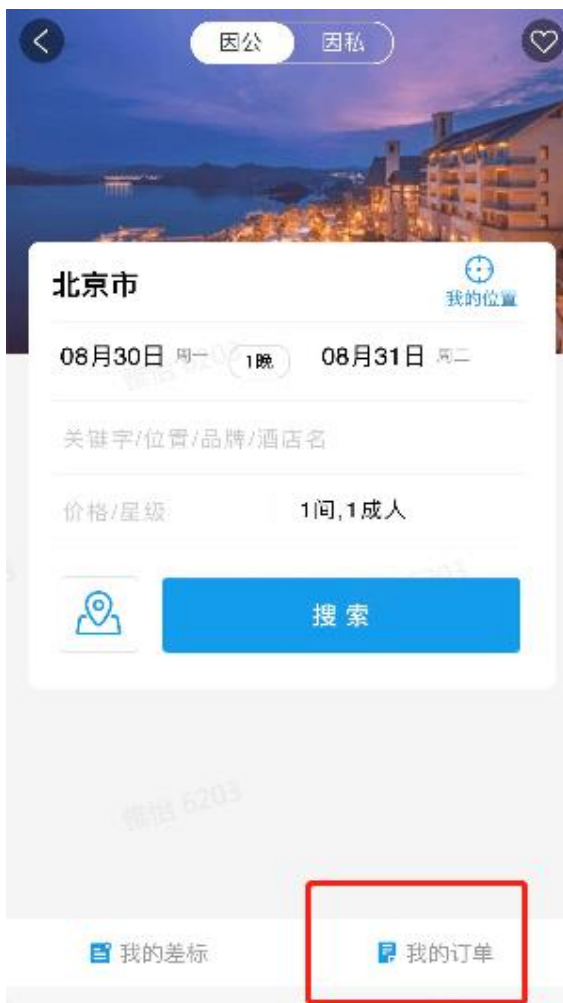 因公 因私
北京市
我的位置
08月30日 周一 1晚 08月31日 周二
关键字/位置/品牌/酒店名
价格/星级 1间,1成人
搜索
6203
我的差标 我的订单